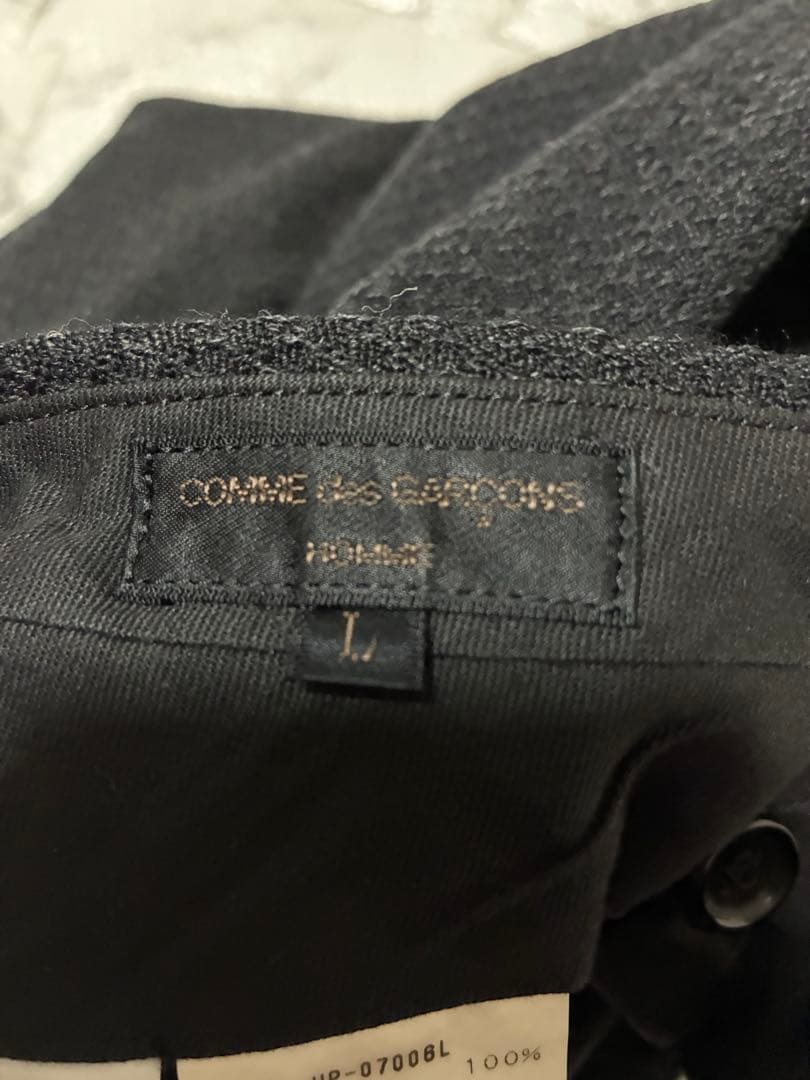 COMME des GARÇONS
HOMME
L
HP-07006L
100%